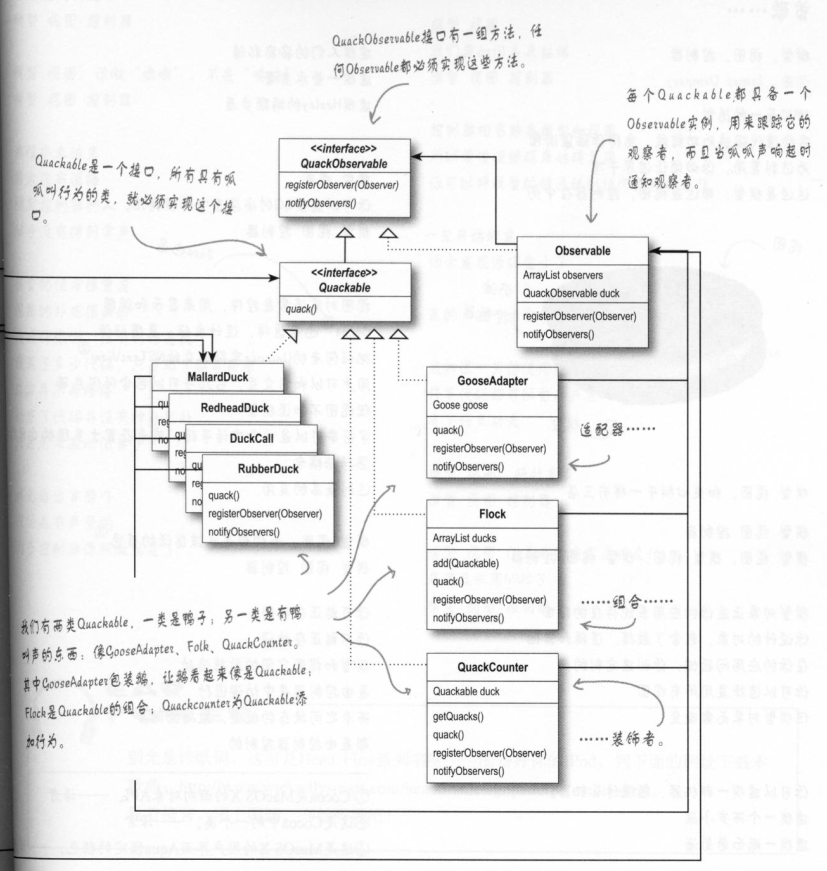 QuackObservable接口有一组方法，任
何Observable都必须实现这些方法。
每个Quackable都具备一个
Observable实例，用来跟踪它的
观察者，而且当呱呱声响起时
通知观察者。
Quackable是一个接口，所有具有呱
呱叫行为的类，就必须实现这个接
口。
<<interface>>
QuackObservable
registerObserver(Observer)
notifyObservers()
<<interface>>
Quackable
quack()
Observable
ArrayList observers
QuackObservable duck
registerObserver(Observer)
notifyObservers()
MallardDuck
qu
reg
no
RedheadDuck
qu
reg
no
DuckCall
qu
reg
no
RubberDuck
quack()
registerObserver(Observer)
notifyObservers()
GooseAdapter
Goose goose
quack()
registerObserver(Observer)
notifyObservers()
适配器……
Flock
ArrayList ducks
add(Quackable)
quack()
registerObserver(Observer)
notifyObservers()
……组合……
QuackCounter
Quackable duck
getQuacks()
quack()
registerObserver(Observer)
notifyObservers()
……装饰者。
我们有两类Quackable，一类是鸭子；另一类是有鸭
叫声的东西：像GooseAdapter、Folk、QuackCounter。
其中GooseAdapter包装鹅，让鹅看起来像是Quackable；
Flock是Quackable的组合；Quackcounter为Quackable添
加行为。